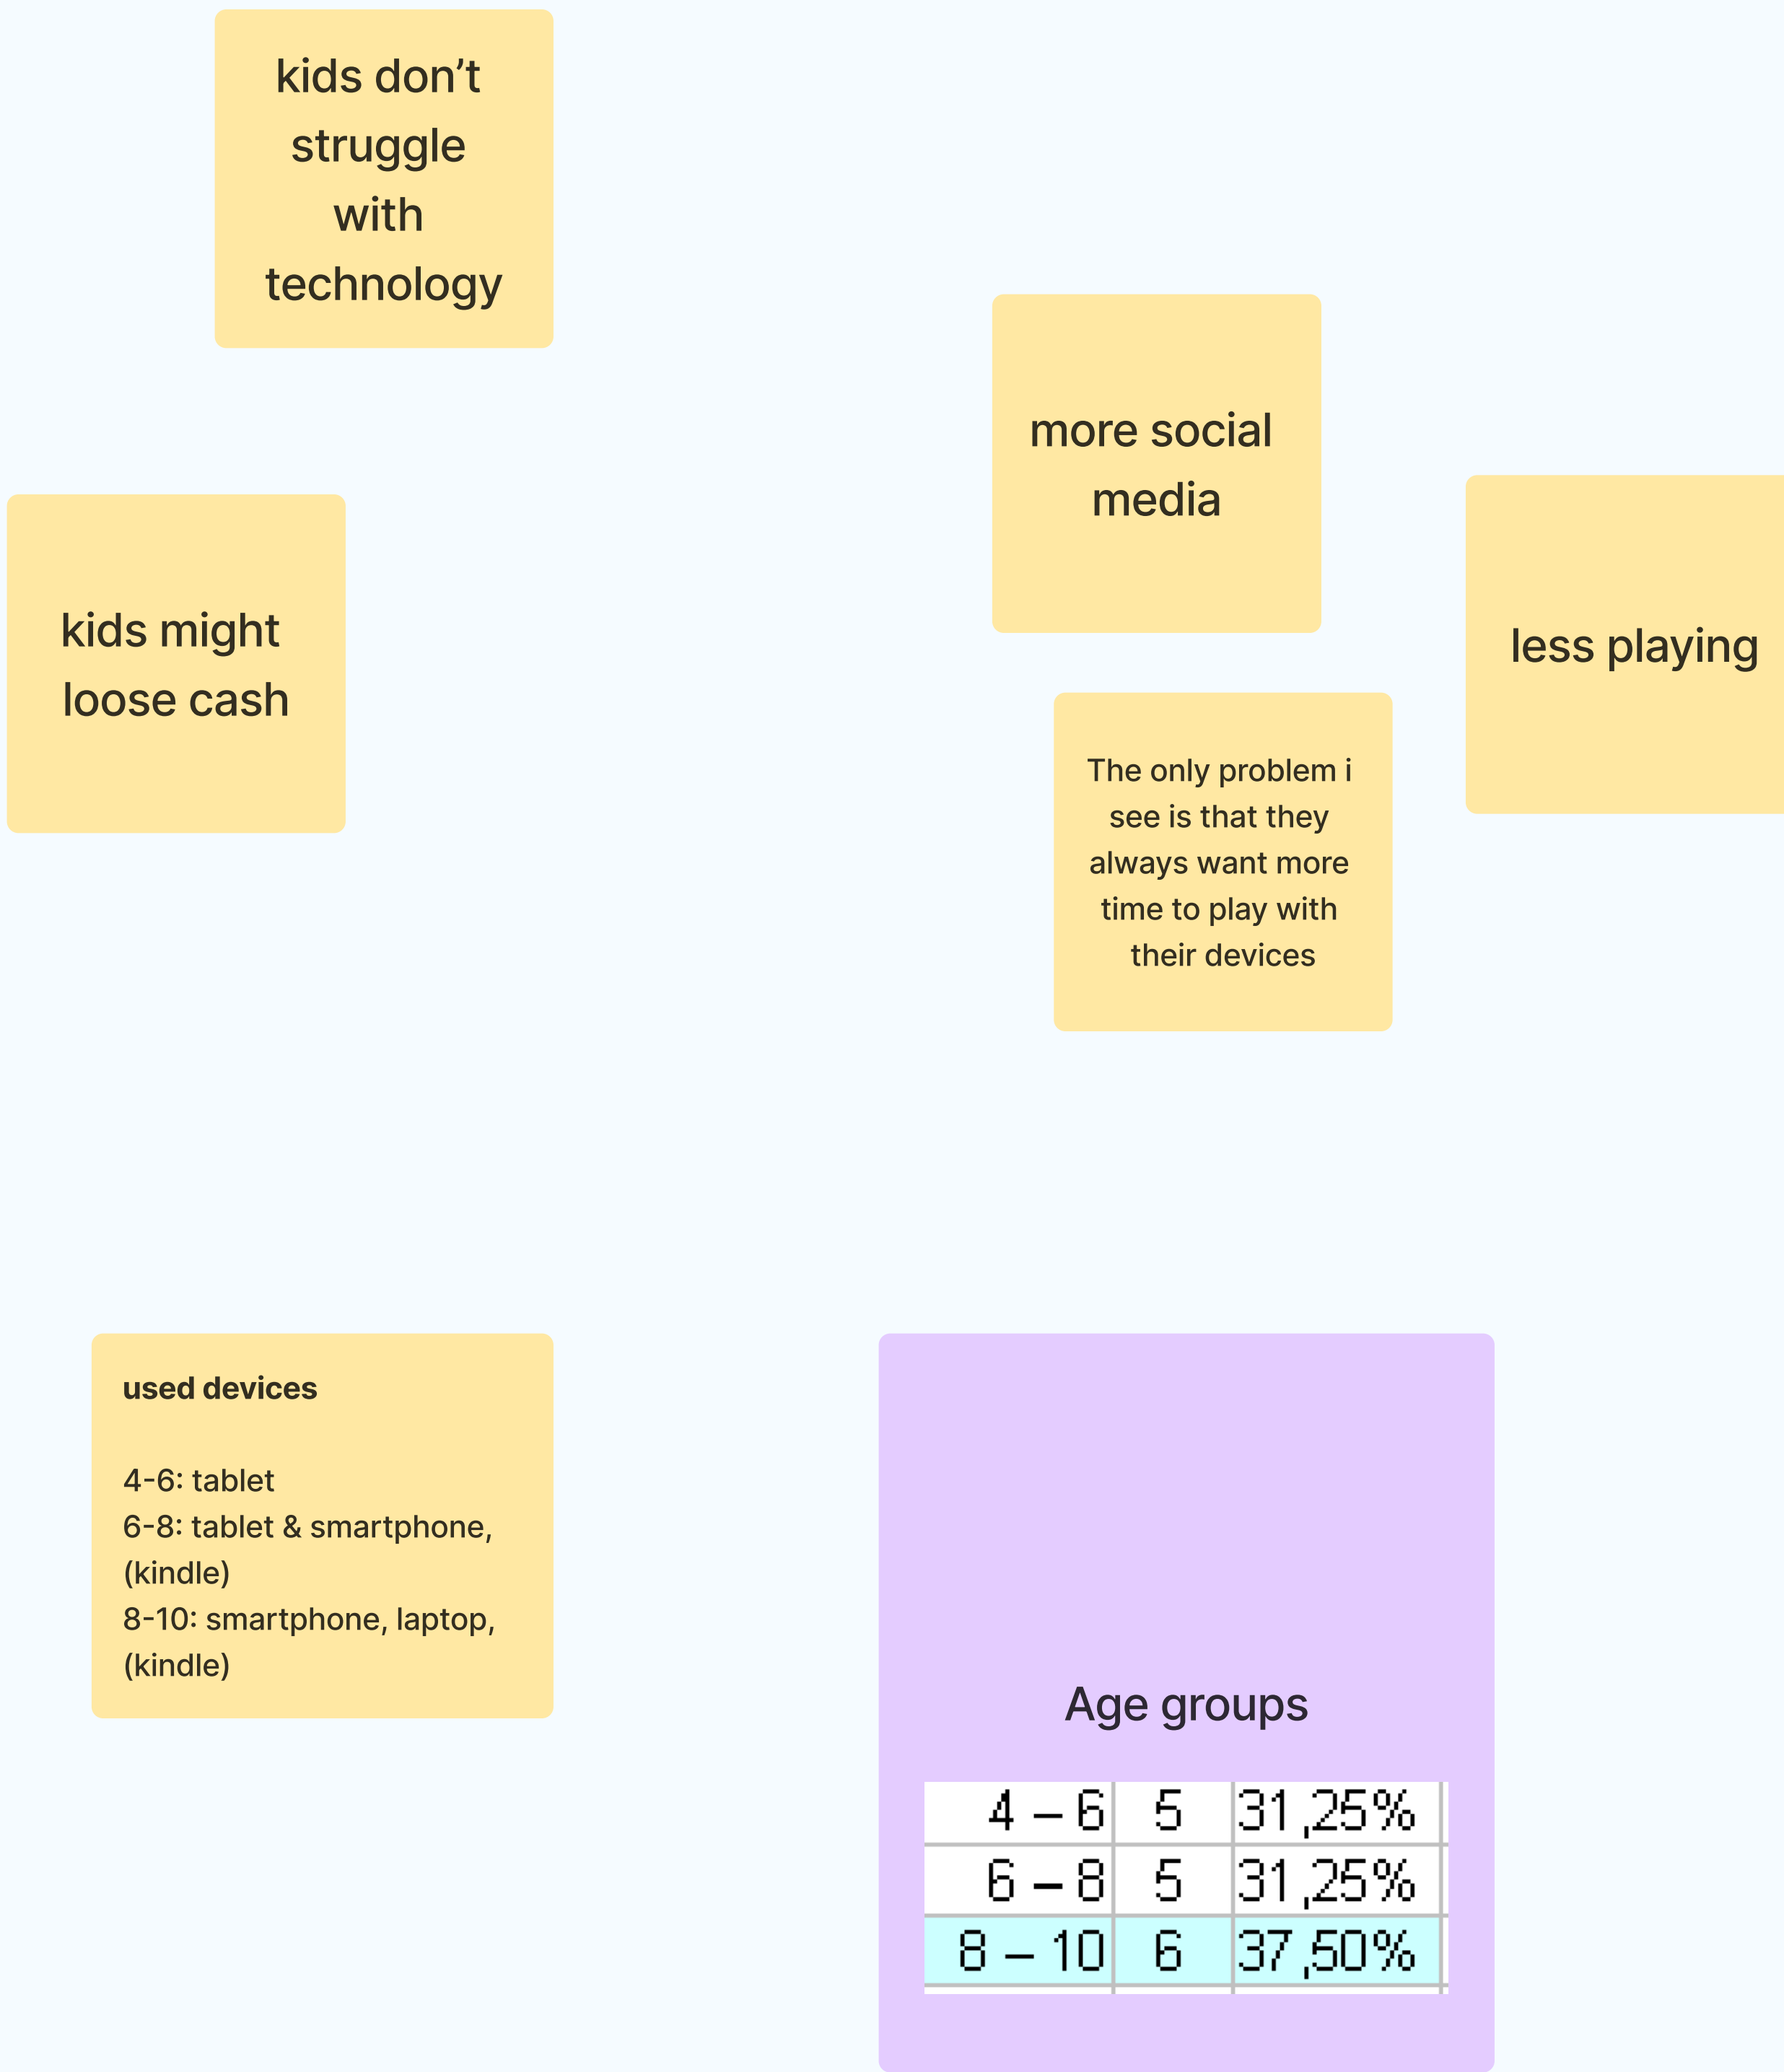 kids don’t
struggle
with
technology
more social
media
kids might
loose cash
less playing
The only problem i
see is that they
always want more
time to play with
their devices
used devices
4-6: tablet
6-8: tablet & smartphone,
(kindle)
8-10: smartphone, laptop,
(kindle)
Age groups
4 – 6 5 31,25%
6 – 8 5 31,25%
8 – 10 6 37,50%